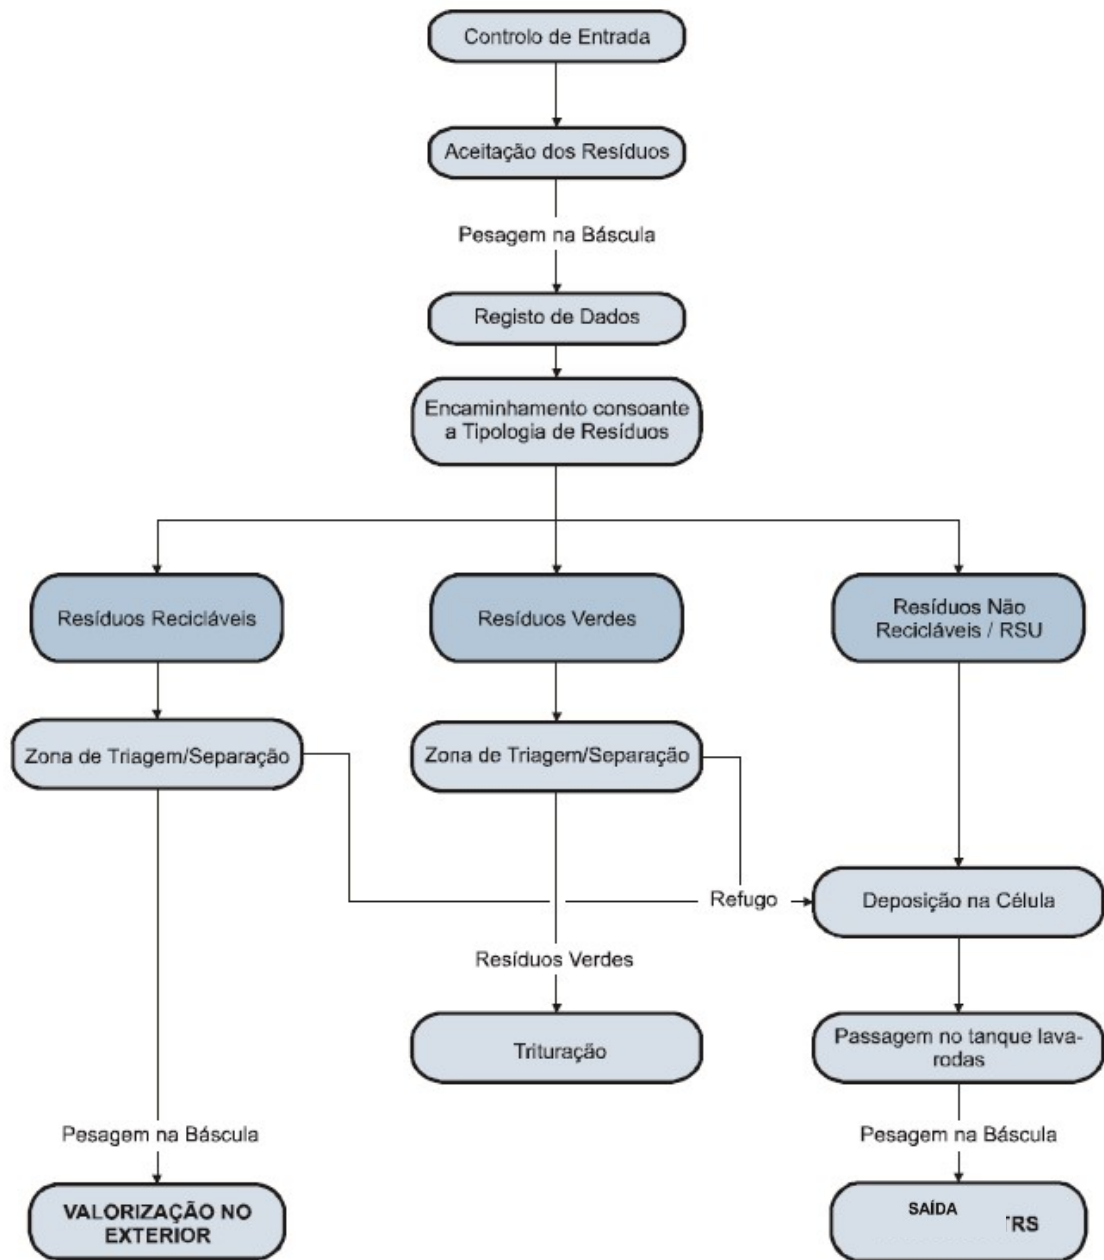 Controlo de Entrada
Aceitação dos Resíduos
Pesagem na Báscula
Registo de Dados
Encaminhamento consoante
a Tipologia de Resíduos
Resíduos Recicláveis
Resíduos Verdes
Resíduos Não
Recicláveis / RSU
Zona de Triagem/Separação
Zona de Triagem/Separação
Refugo
Deposição na Célula
Resíduos Verdes
Trituração
Passagem no tanque lava-
rodas
Pesagem na Báscula
Pesagem na Báscula
VALORIZAÇÃO NO
EXTERIOR
SAÍDA
TRS